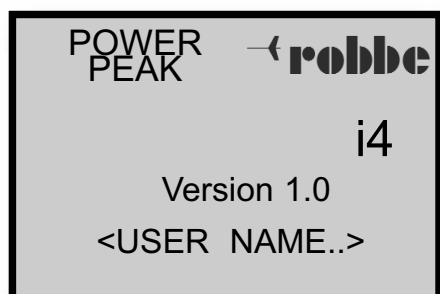 POWER
PEAK
robbe
i4
Version 1.0
<USER NAME..>